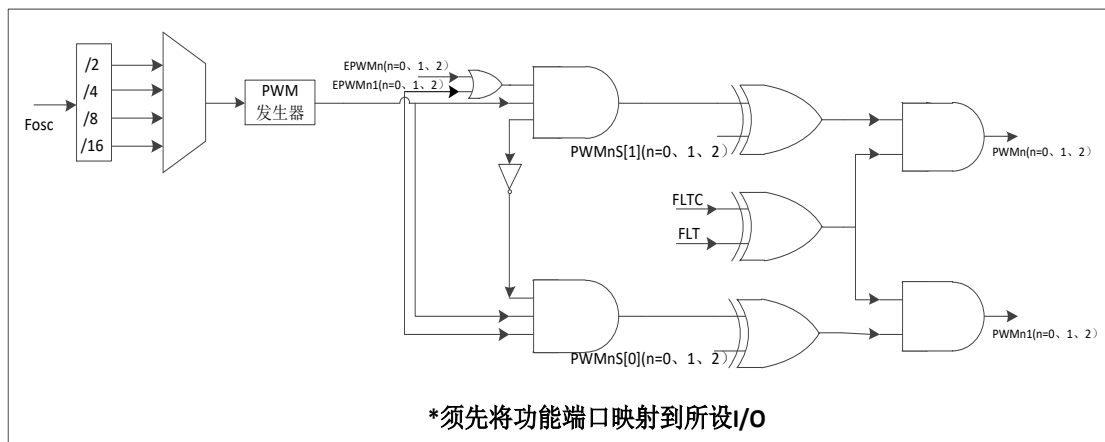 /2
/4
/8
/16
Fosc
PWM
发生器
EPWMn(n=0、1、2)
EPWMn1(n=0、1、2)
PWMnS[1](n=0、1、2)
PWMn(n=0、1、2)
FLTC
FLT
PWMnS[0](n=0、1、2)
PWMn1(n=0、1、2)
*须先将功能端口映射到所设I/O